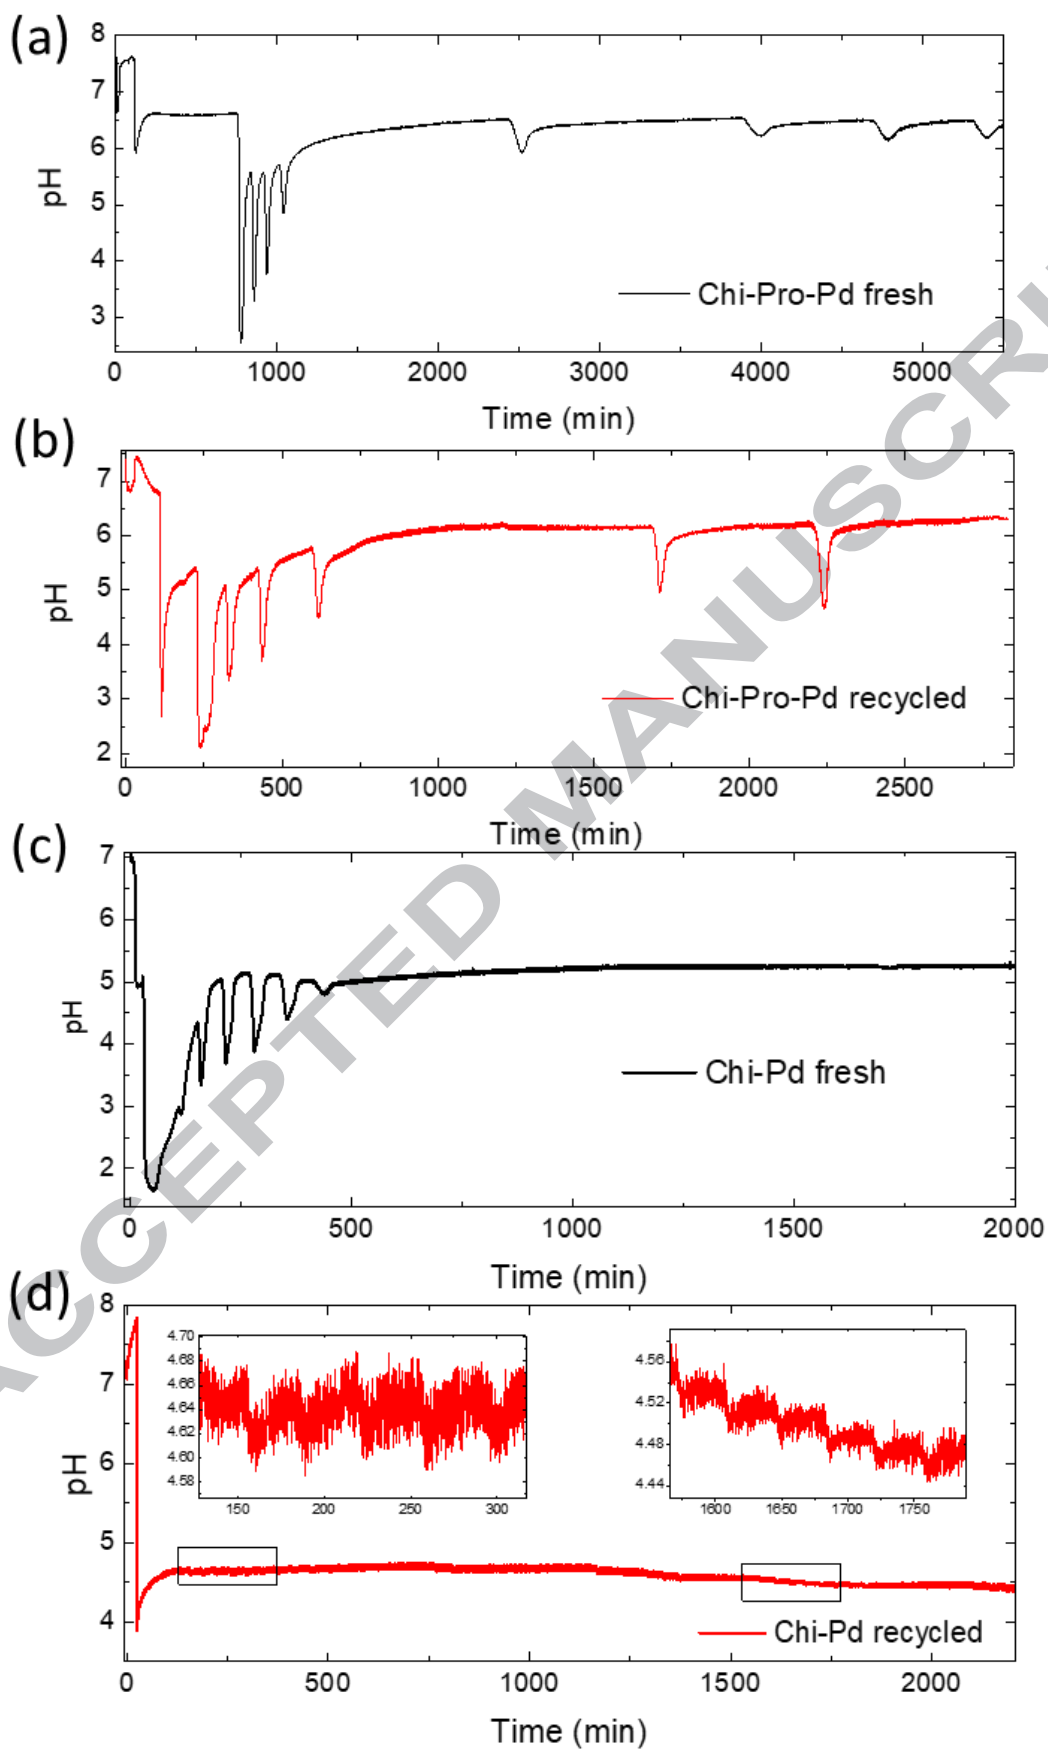 (a)
8
7
6
5
4
3
pH
Chi-Pro-Pd fresh
0 1000 2000 3000 4000 5000
Time (min)
(b)
7
6
5
4
3
2
pH
Chi-Pro-Pd recycled
0 500 1000 1500 2000 2500
Time (min)
(c)
7
6
5
4
3
2
pH
Chi-Pd fresh
0 500 1000 1500 2000
Time (min)
(d)
8
7
6
5
4
pH
4.70
4.68
4.66
4.64
4.62
4.60
4.58
150 200 250 300
4.56
4.52
4.48
4.44
1600 1650 1700 1750
Chi-Pd recycled
0 500 1000 1500 2000
Time (min)
ACCEPTED MANUSCRI